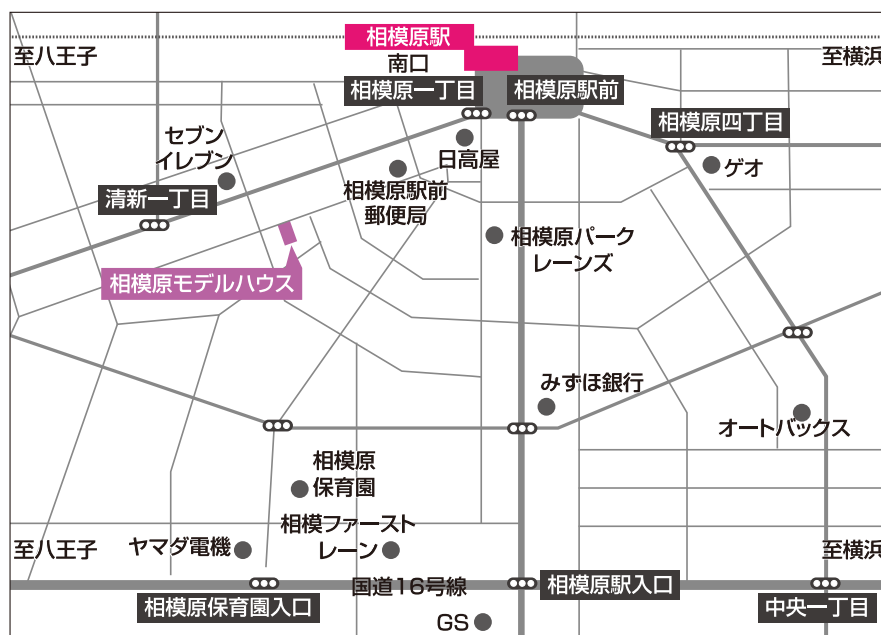 相模原駅
至八王子
南口
至横浜
相模原一丁目
相模原駅前
相模原四丁目
セブン
イレブン
日高屋
ゲオ
清新一丁目
相模原駅前
郵便局
相模原パーク
レーンズ
相模原モデルハウス
みずほ銀行
オートバックス
相模原
保育園
相模ファースト
レーン
至八王子
ヤマダ電機
至横浜
国道16号線
相模原駅入口
相模原保育園入口
中央一丁目
GS